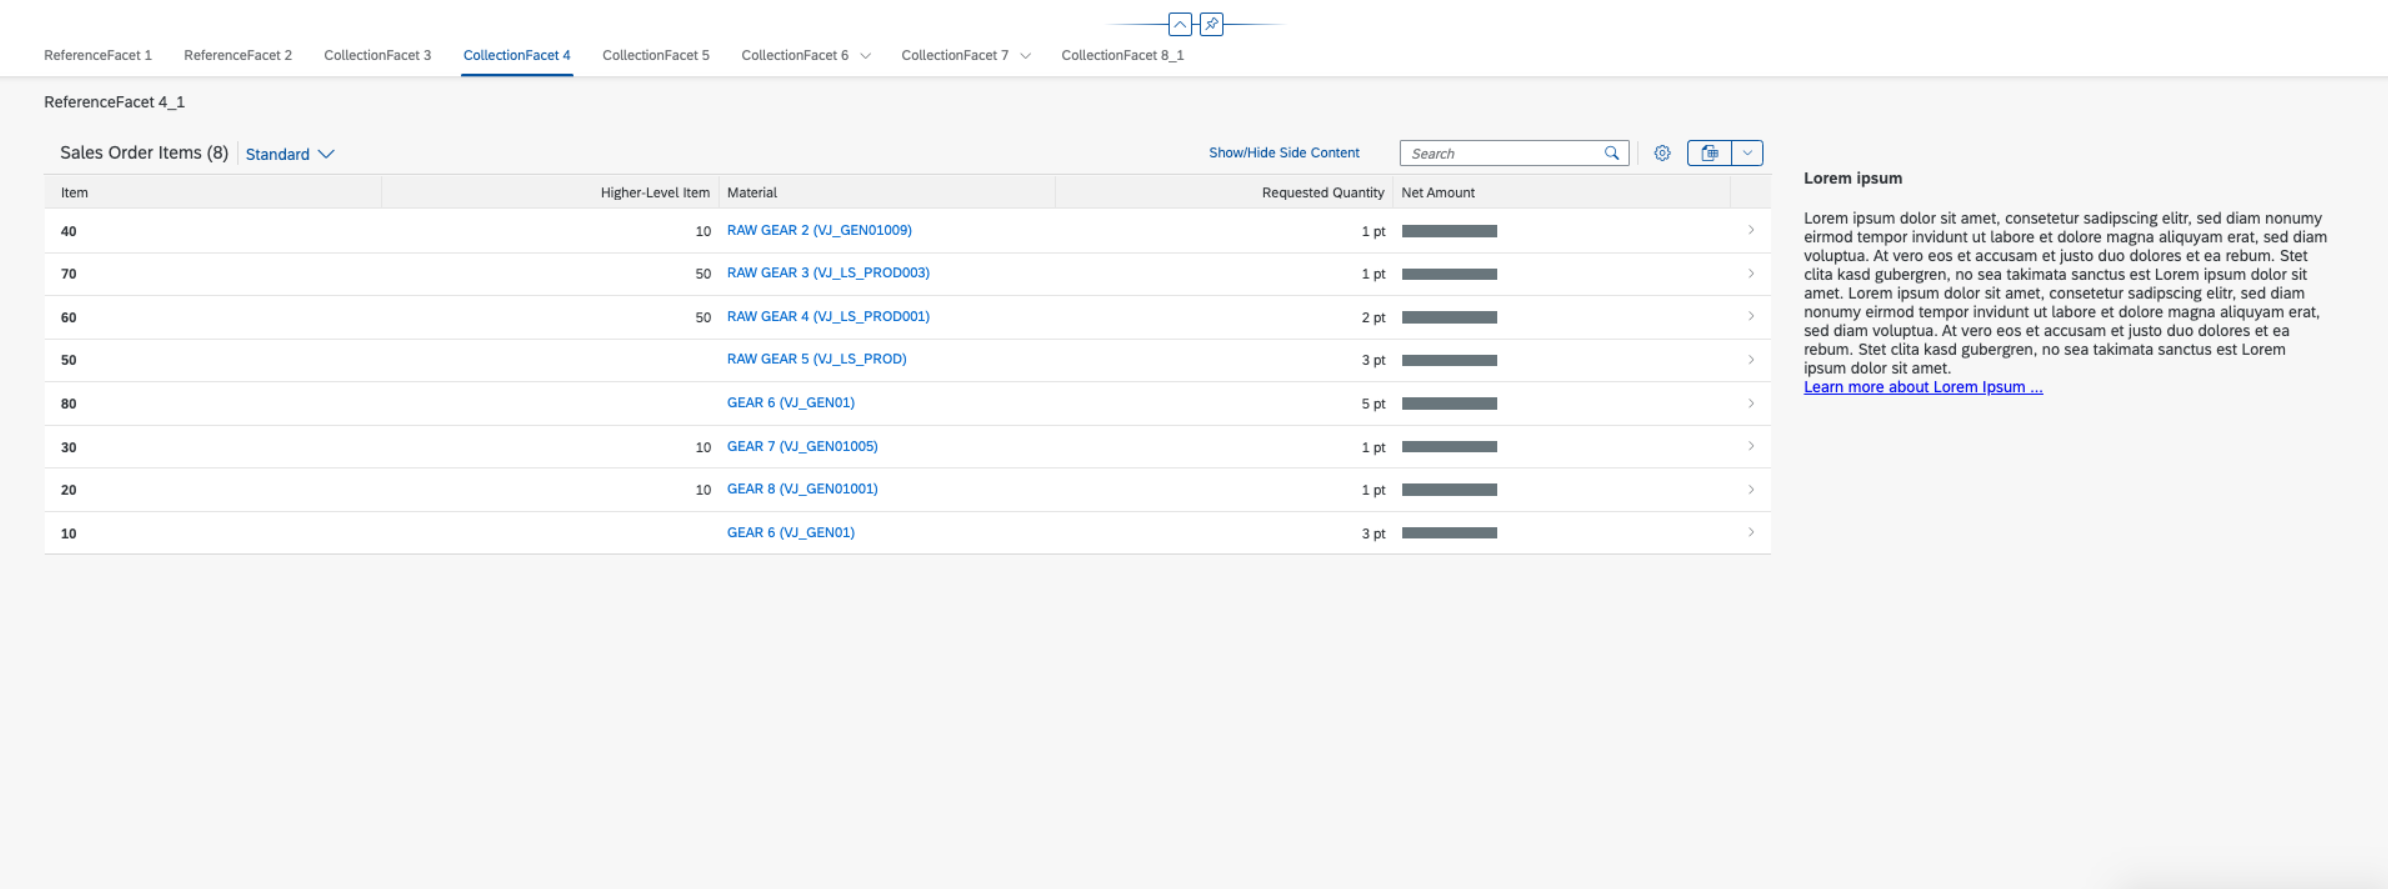 ReferenceFacet 1 ReferenceFacet 2 CollectionFacet 3 CollectionFacet 4 CollectionFacet 5 CollectionFacet 6 CollectionFacet 7 CollectionFacet 8_1
ReferenceFacet 4_1
Sales Order Items (8) Standard Show/Hide Side Content Search
Item Higher-Level Item Material Requested Quantity Net Amount
40 10 RAW GEAR 2 (VJ_GEN01009) 1 pt
70 50 RAW GEAR 3 (VJ_LS_PROD003) 1 pt
60 50 RAW GEAR 4 (VJ_LS_PROD001) 2 pt
50 RAW GEAR 5 (VJ_LS_PROD) 3 pt
80 GEAR 6 (VJ_GEN01) 5 pt
30 10 GEAR 7 (VJ_GEN01005) 1 pt
20 10 GEAR 8 (VJ_GEN01001) 1 pt
10 GEAR 6 (VJ_GEN01) 3 pt
Lorem ipsum
Lorem ipsum dolor sit amet, consetetur sadipscing elitr, sed diam nonumy
eirmod tempor invidunt ut labore et dolore magna aliquyam erat, sed diam
voluptua. At vero eos et accusam et justo duo dolores et ea rebum. Stet
clita kasd gubergren, no sea takimata sanctus est Lorem ipsum dolor sit
amet. Lorem ipsum dolor sit amet, consetetur sadipscing elitr, sed diam
nonumy eirmod tempor invidunt ut labore et dolore magna aliquyam erat,
sed diam voluptua. At vero eos et accusam et justo duo dolores et ea
rebum. Stet clita kasd gubergren, no sea takimata sanctus est Lorem
ipsum dolor sit amet.
Learn more about Lorem Ipsum ...